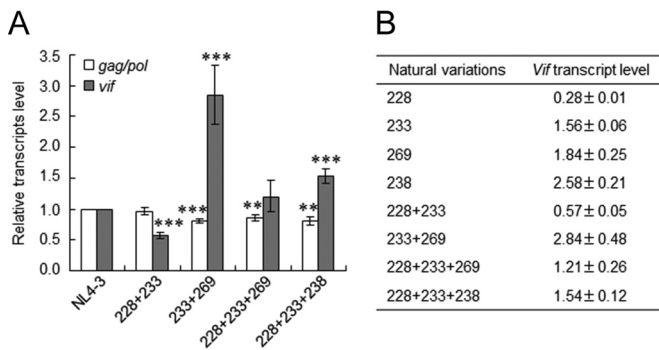 A
gag/pol
vif
Relative transcripts level
3.5
3.0
2.5
2.0
1.5
1.0
0.5
0.0
***
***
***
**
**
***
NL4-3
228+233
233+269
228+233+269
228+233+238
B
Natural variations Vif transcript level
228 0.28± 0.01
233 1.56± 0.06
269 1.84± 0.25
238 2.58± 0.21
228+233 0.57± 0.05
233+269 2.84± 0.48
228+233+269 1.21± 0.26
228+233+238 1.54± 0.12